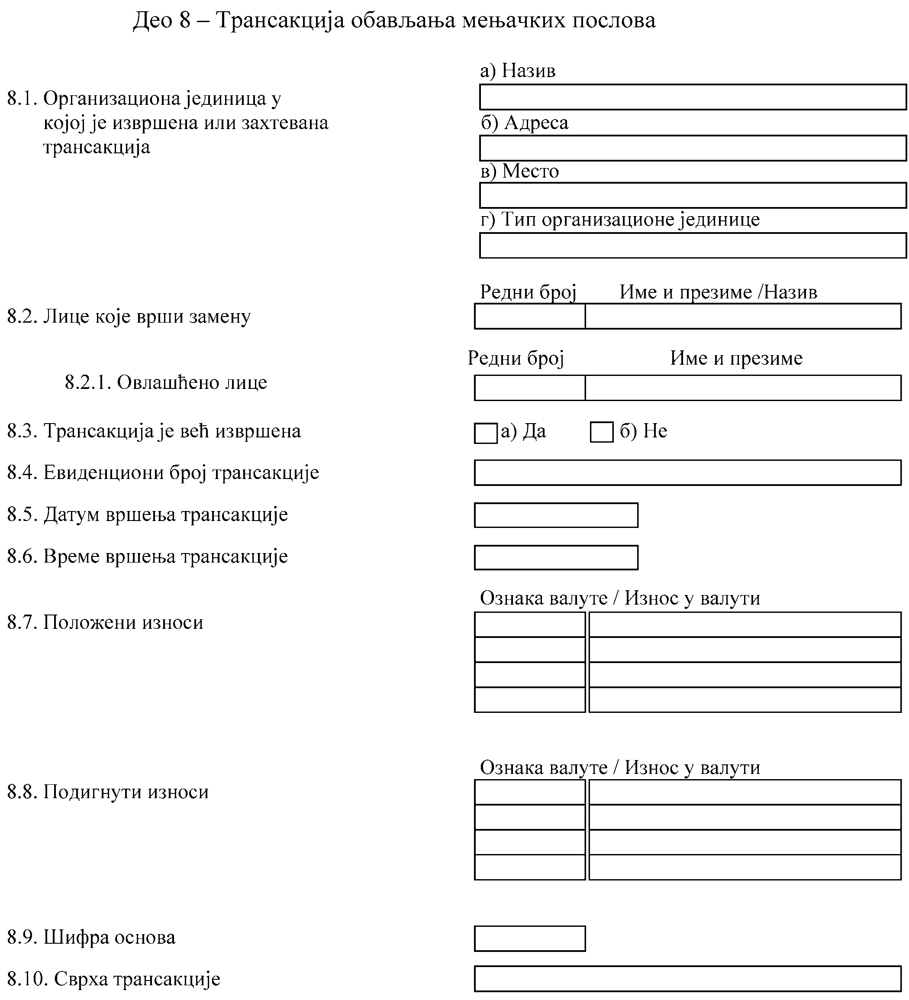 Део 8 – Трансакција обављања мењачких послова
а) Назив
8.1. Организациона јединица у
којој је извршена или захтевана
трансакција
б) Адреса
в) Место
г) Тип организационе јединице
Редни број Име и презиме /Назив
8.2. Лице које врши замену
Редни број Име и презиме
8.2.1. Овлашћено лице
8.3. Трансакција је већ извршена а) Да б) Не
8.4. Евиденциони број трансакције
8.5. Датум вршења трансакције
8.6. Време вршења трансакције
Ознака валуте / Износ у валути
8.7. Положени износи
Ознака валуте / Износ у валути
8.8. Подигнути износи
8.9. Шифра основа
8.10. Сврха трансакције